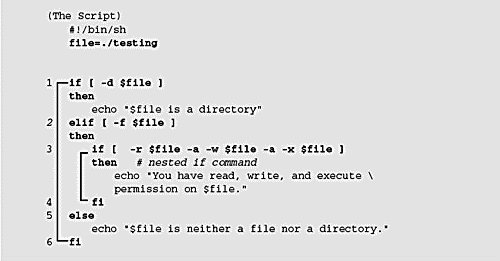 (The Script)
#!/bin/sh
file=./testing
1 if [ -d $file ]
then
echo "$file is a directory"
2 elif [ -f $file ]
then
3 if [ -r $file -a -w $file -a -x $file ]
then # nested if command
echo "You have read, write, and execute \
permission on $file."
4 fi
5 else
echo "$file is neither a file nor a directory."
6 fi